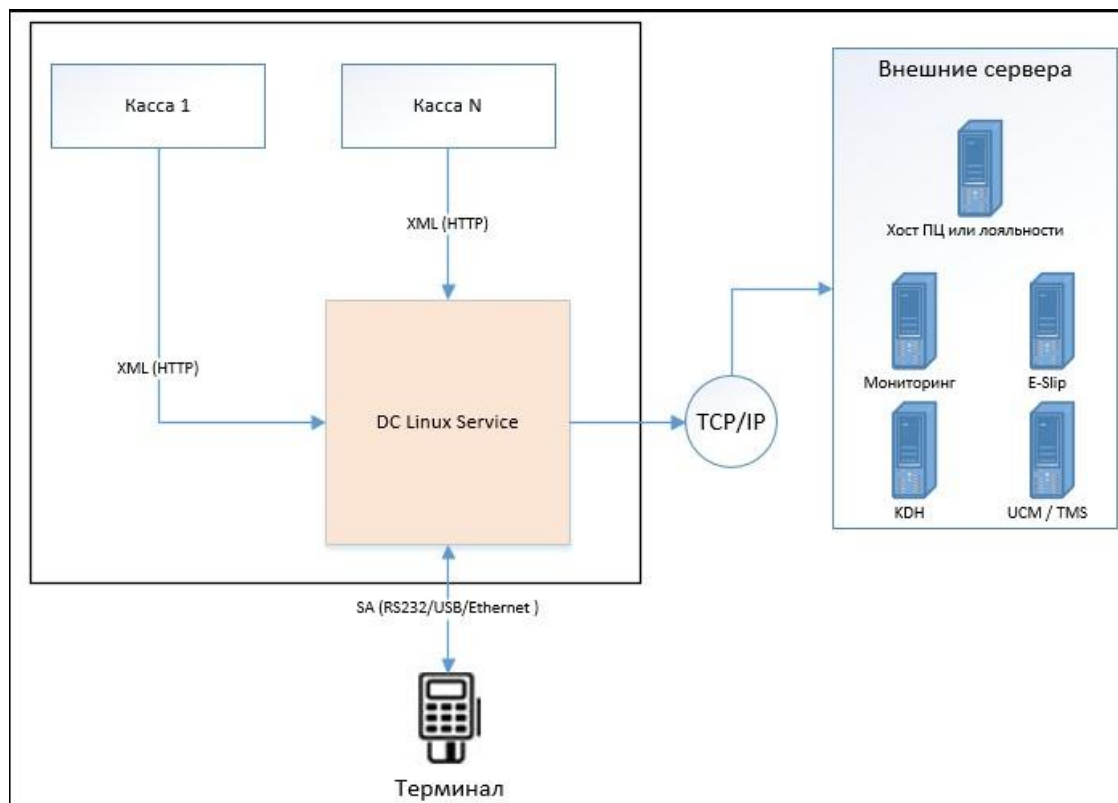 Касса 1
Касса N
Внешние сервера
Хост ПЦ или лояльности
XML (HTTP)
XML (HTTP)
Мониторинг
E-Slip
DC Linux Service
TCP/IP
KDH
UCM / TMS
SA (RS232/USB/Ethernet )
Терминал